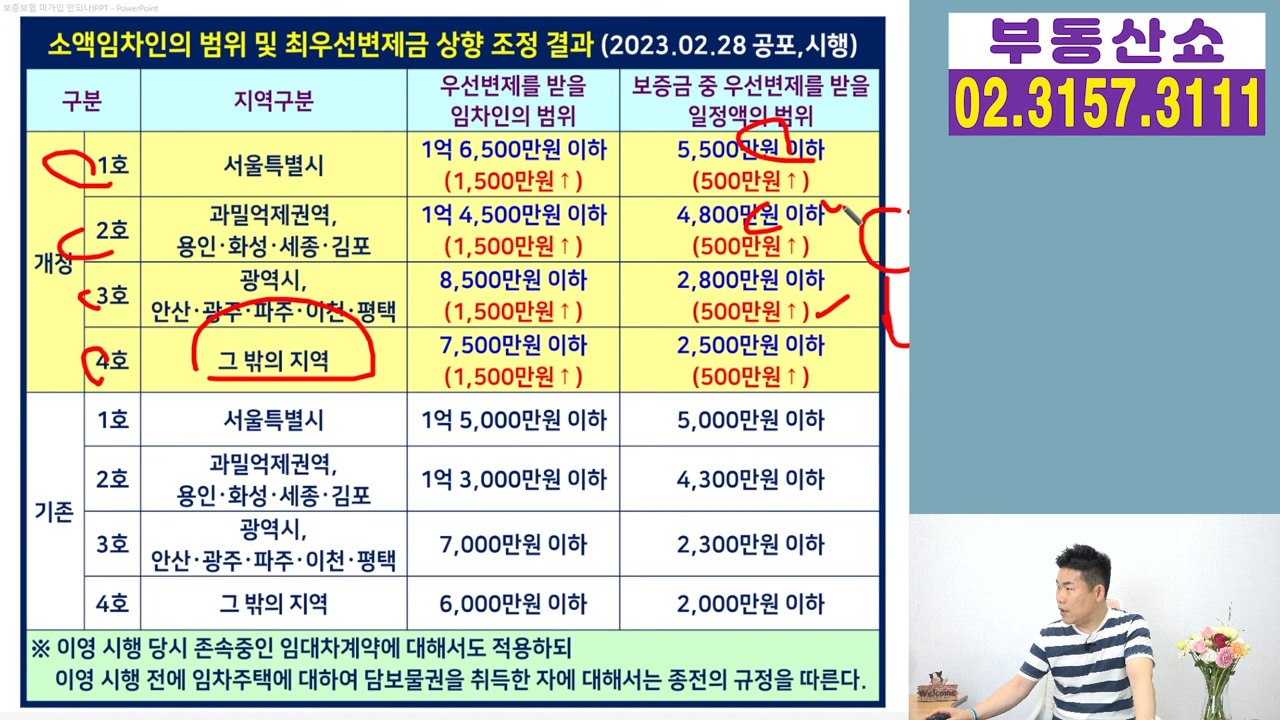 보증보험 미가입 안되나.PPT - PowerPoint
소액임차인의 범위 및 최우선변제금 상향 조정 결과 (2023.02.28 공포,시행)
구분 지역구분 우선변제를 받을 임차인의 범위 보증금 중 우선변제를 받을 일정액의 범위
개정
1호 서울특별시 1억 6,500만원 이하 (1,500만원↑) 5,500만원 이하 (500만원↑)
2호 과밀억제권역, 용인·화성·세종·김포 1억 4,500만원 이하 (1,500만원↑) 4,800만원 이하 (500만원↑)
3호 광역시, 안산·광주·파주·이천·평택 8,500만원 이하 (1,500만원↑) 2,800만원 이하 (500만원↑)
4호 그 밖의 지역 7,500만원 이하 (1,500만원↑) 2,500만원 이하 (500만원↑)
기존
1호 서울특별시 1억 5,000만원 이하 5,000만원 이하
2호 과밀억제권역, 용인·화성·세종·김포 1억 3,000만원 이하 4,300만원 이하
3호 광역시, 안산·광주·파주·이천·평택 7,000만원 이하 2,300만원 이하
4호 그 밖의 지역 6,000만원 이하 2,000만원 이하
※ 이영 시행 당시 존속중인 임대차계약에 대해서도 적용하되
이영 시행 전에 임차주택에 대하여 담보물권을 취득한 자에 대해서는 종전의 규정을 따른다.
부동산쇼
02.3157.3111
Welcome